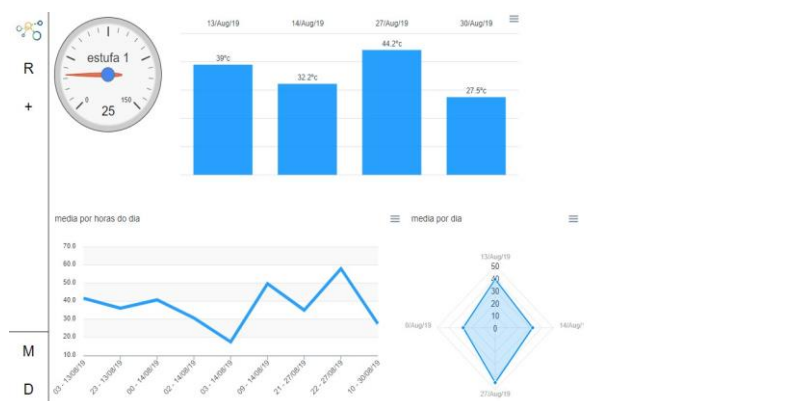 R
+
M
D
estufa 1
0
150
25
13/Aug/19
14/Aug/19
27/Aug/19
30/Aug/19
39°c
32.2°c
44.2°c
27.5°c
media por horas do dia
70.0
60.0
50.0
40.0
30.0
20.0
10.0
03 - 13/08/19
23 - 13/08/19
00 - 14/08/19
02 - 14/08/19
03 - 14/08/19
09 - 14/08/19
21 - 27/08/19
22 - 27/08/19
10 - 30/08/19
media por dia
13/Aug/19
50
40
30
20
10
0
0/Aug/19
14/Aug/
27/Aug/19